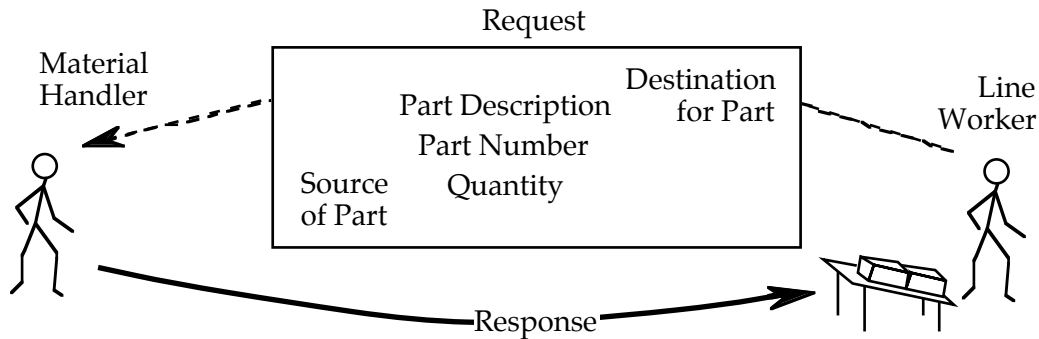 Request
Material
Handler
Destination
for Part
Part Description
Part Number
Quantity
Source
of Part
Line
Worker
Response